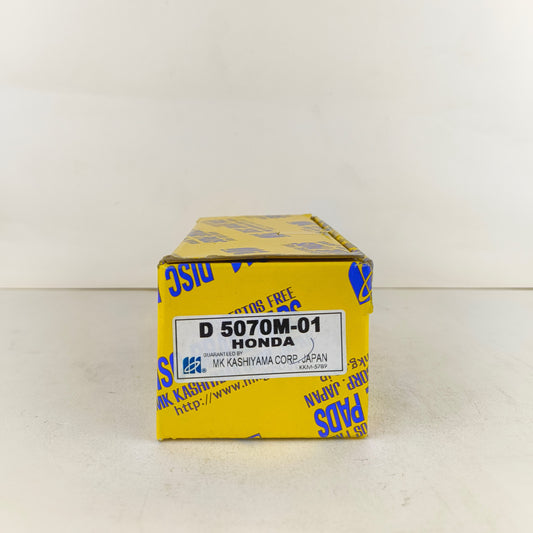 DISC
ASBESTOS FREE
D 5070M-01
HONDA
GUARANTEED BY
MK KASHIYAMA CORP. JAPAN
KKM-5789
MK KASHI
http://www.m
CORP. JAPAN
PADS